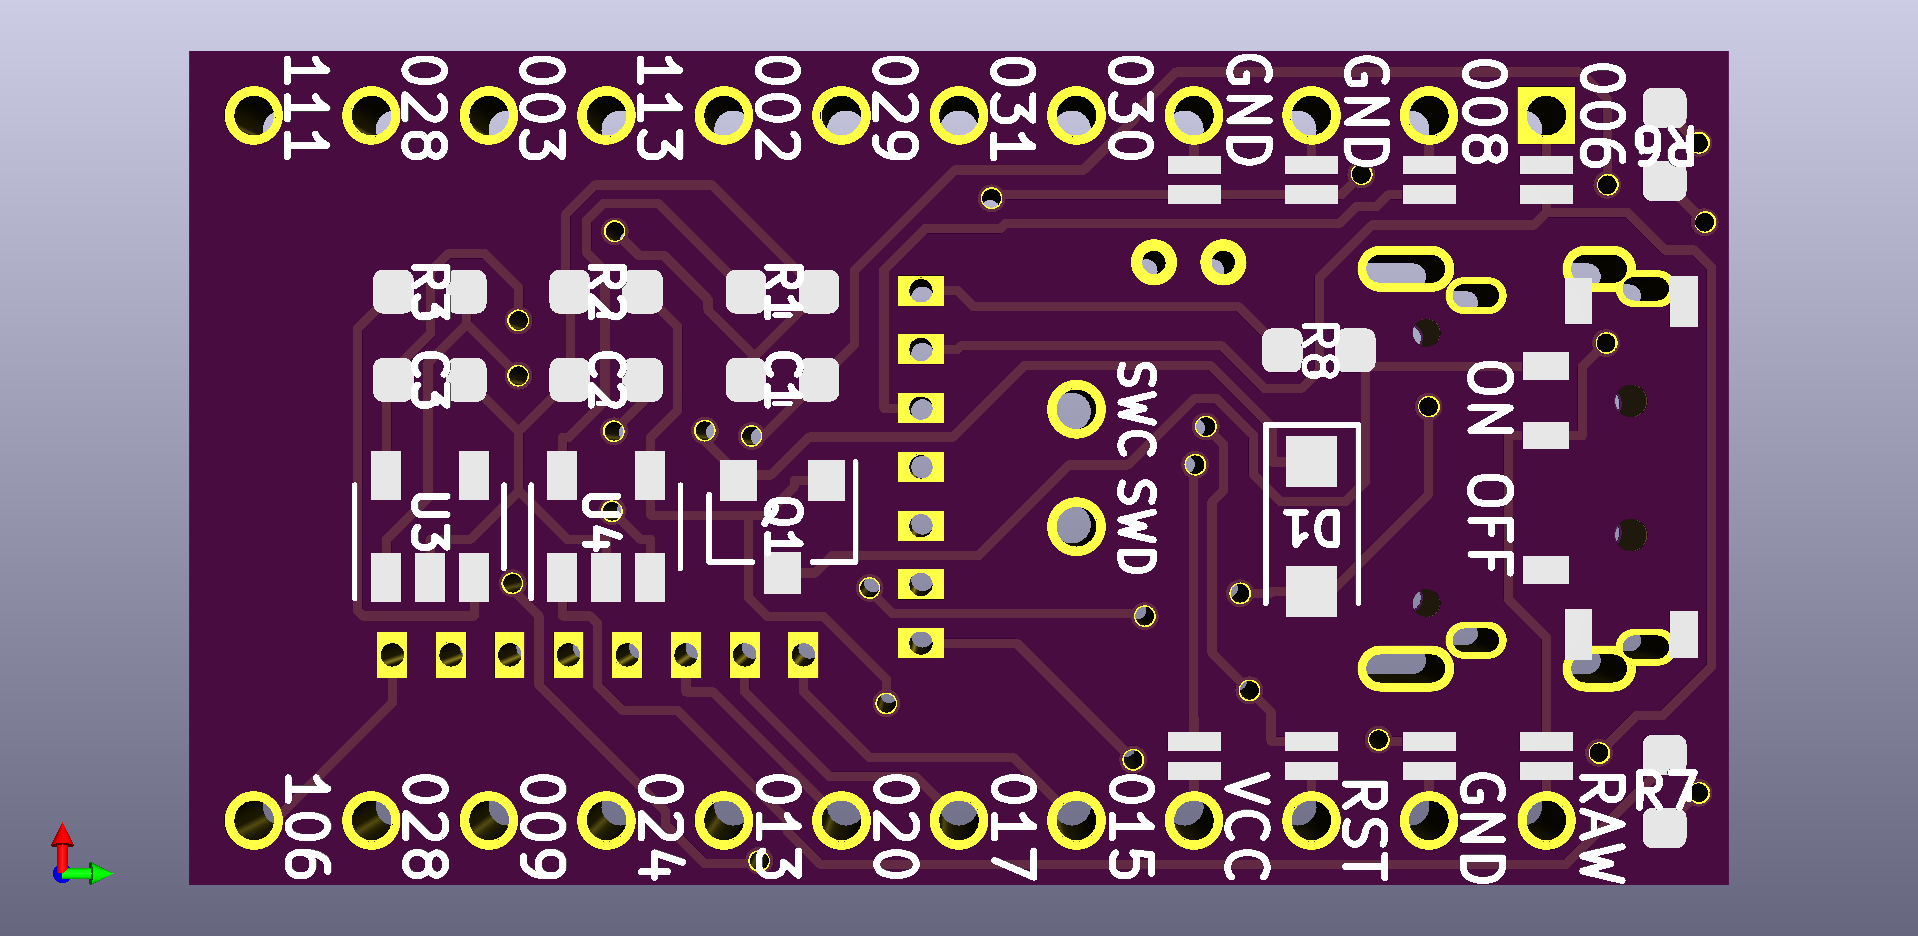 111
028
003
113
002
029
031
030
GND
GND
008
006
R6
R3
R2
R1
C3
C2
C1
R8
SWC
SWD
ON
OFF
U3
U4
Q1
D1
106
028
009
024
013
020
017
015
VCC
RST
GND
RAW
R7